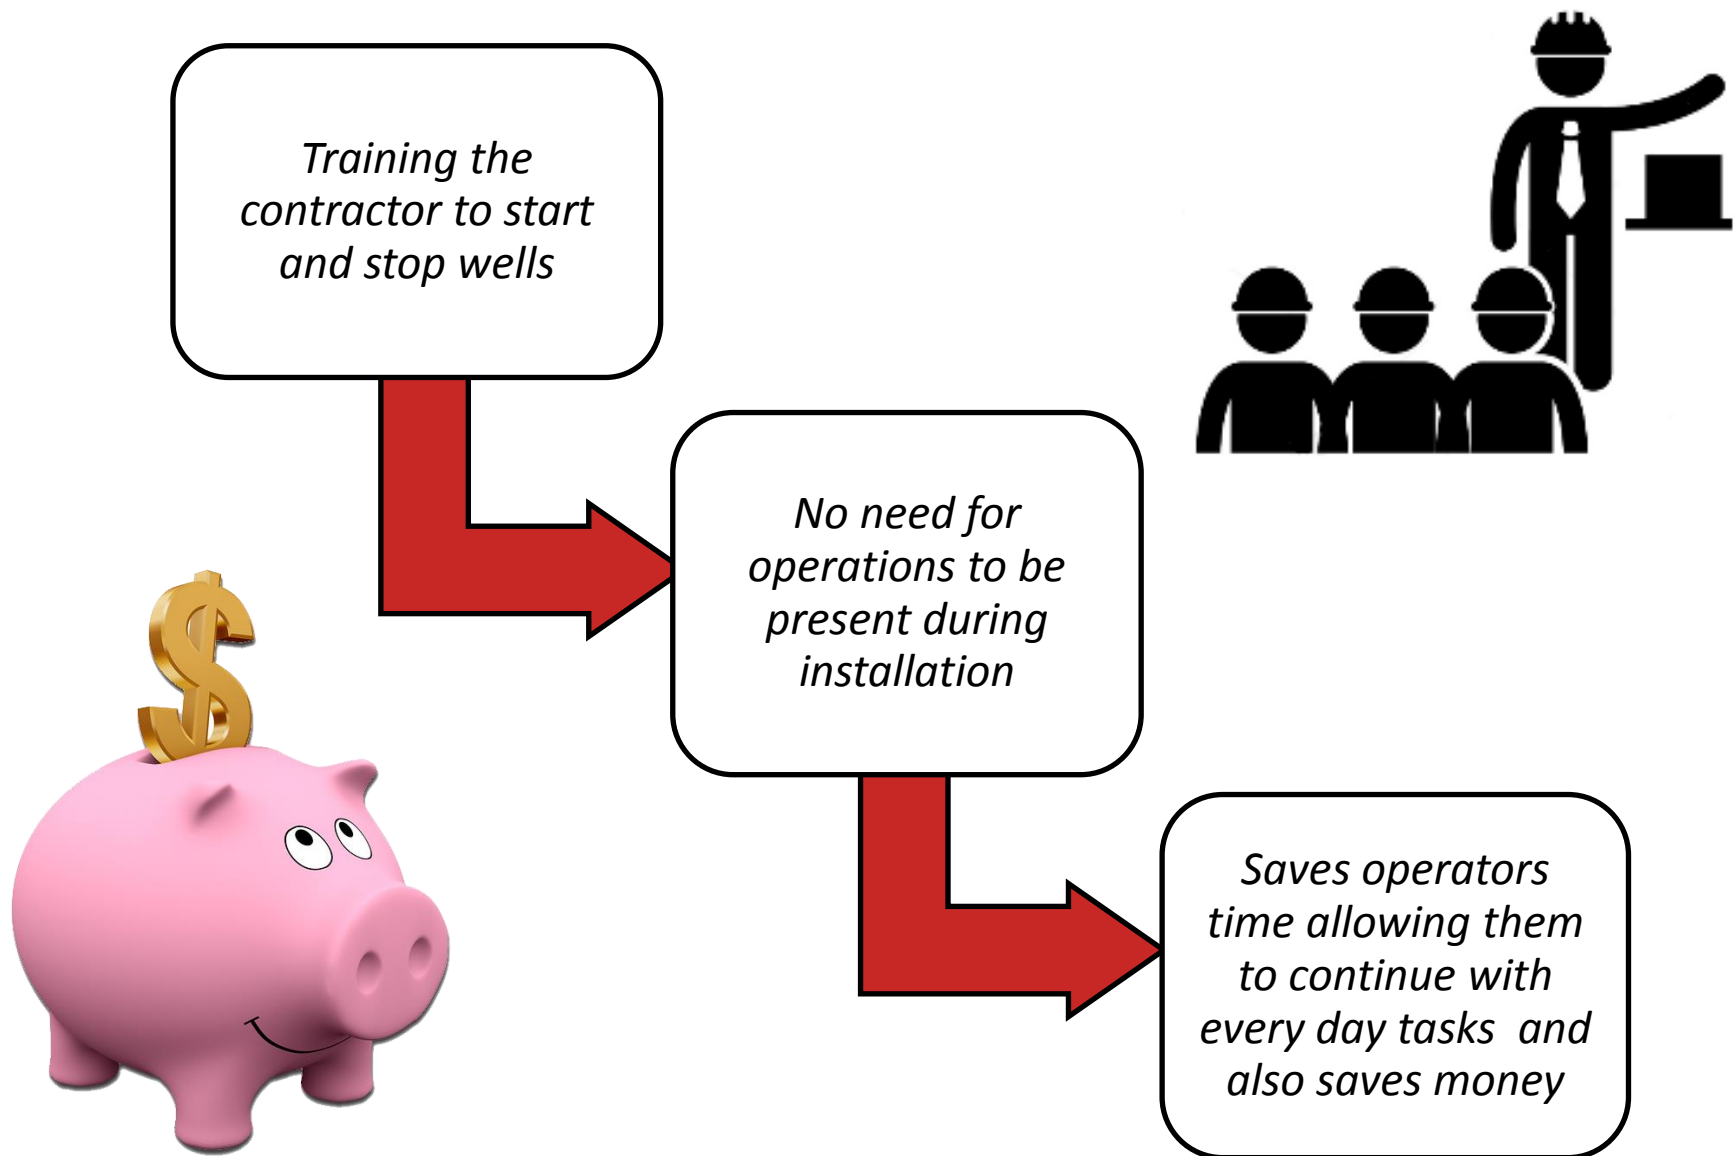 Training the
contractor to start
and stop wells
No need for
operations to be
present during
installation
Saves operators
time allowing them
to continue with
every day tasks  and
also saves money